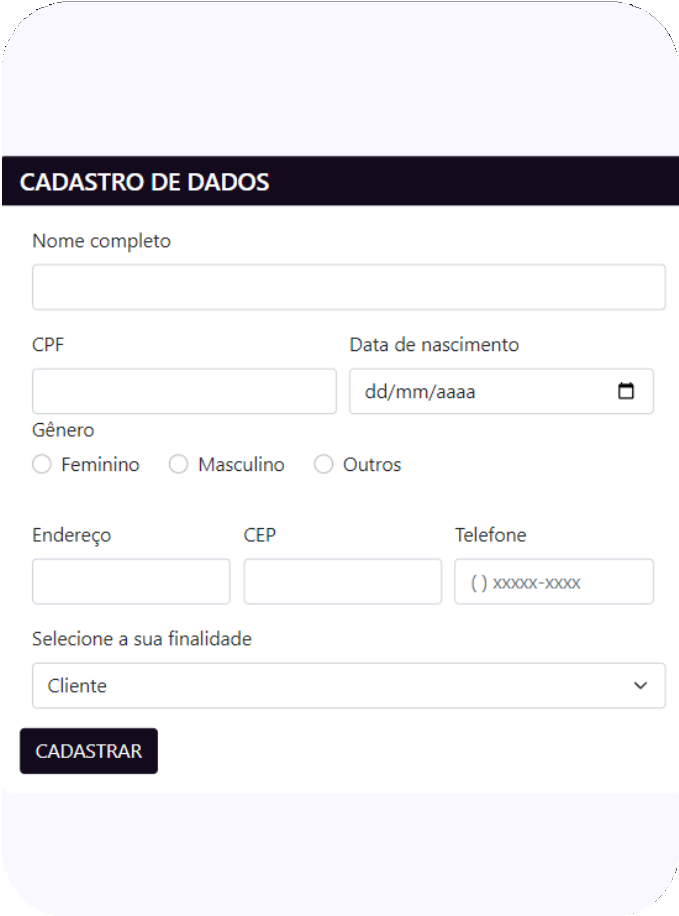 CADASTRO DE DADOS
Nome completo
CPF Data de nascimento
dd/mm/aaaa
Gênero
Feminino Masculino Outros
Endereço CEP Telefone
( ) xxxxx-xxxx
Selecione a sua finalidade
Cliente
CADASTRAR